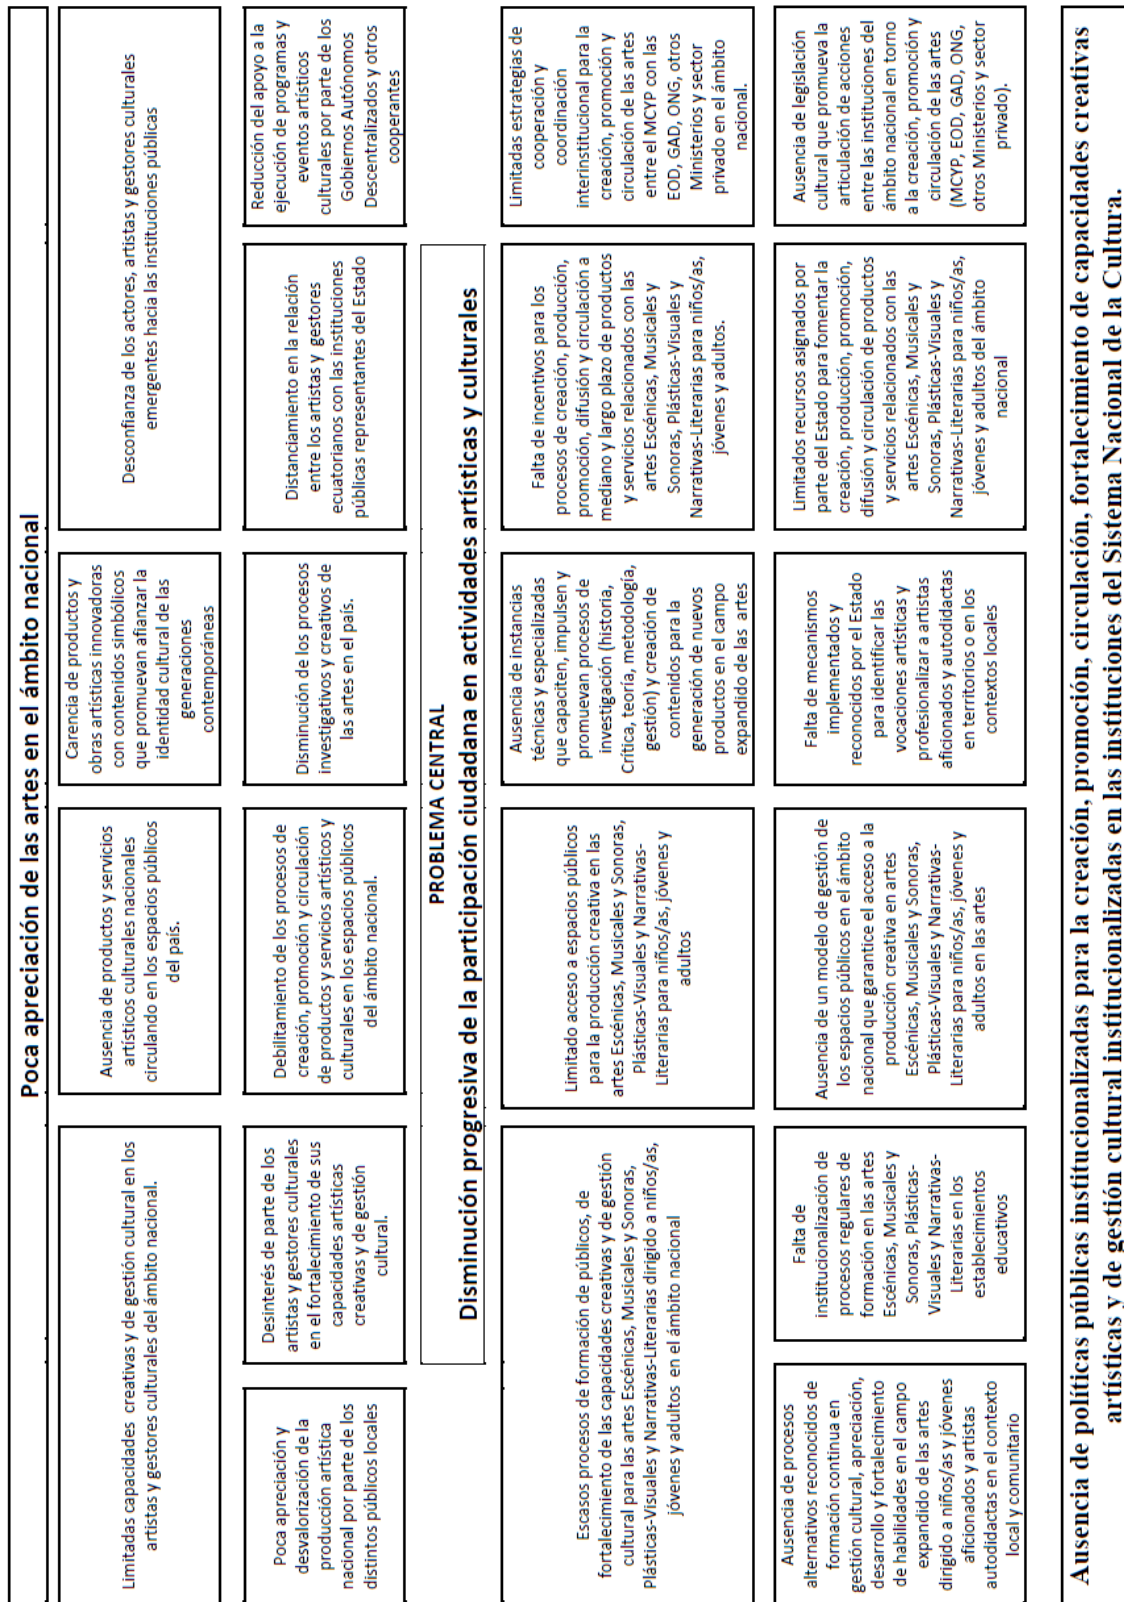 Poca apreciación de las artes en el ámbito nacional
Limitadas capacidades creativas y de gestión cultural en los
artistas y gestores culturales del ámbito nacional.
Ausencia de productos y servicios
artísticos culturales nacionales
circulando en los espacios públicos
del país.
Carencia de productos y
obras artística innovadoras
con contenidos simbólicos
que promuevan afianzar la
identidad cultural de las
generaciones
contemporáneas
Desconfianza de los actores, artistas y gestores culturales
emergentes hacia las instituciones públicas
Poca apreciación y
desvalorización de la
producción artística
nacional por parte de los
distintos públicos locales
Desinterés de parte de los
artistas y gestores culturales
en el fortalecimiento de sus
capacidades artísticas
creativas y de gestión
cultural.
Debilitamiento de los procesos de
creación, promoción y circulación
de productos y servicios artísticos y
culturales en los espacios públicos
del ámbito nacional.
Disminución de los procesos
investigativos y creativos de
las artes en el país.
Distanciamiento en la relación
entre los artistas y gestores
ecuatorianos con las instituciones
públicas representantes del Estado
Reducción del apoyo a la
ejecución de programas y
eventos artísticos
culturales por parte de los
Gobiernos Autónomos
Descentralizados y otros
cooperantes
PROBLEMA CENTRAL
Disminución progresiva de la participación ciudadana en actividades artísticas y culturales
Escasos procesos de formación de públicos, de
fortalecimiento de las capacidades creativas y de gestión
cultural para las artes Escénicas, Musicales y Sonoras,
Plásticas-Visuales y Narrativas-Literarias dirigido a niños/as,
jóvenes y adultos en el ámbito nacional
Limitado acceso a espacios públicos
para la producción creativa en las
artes Escénicas, Musicales y Sonoras,
Plásticas-Visuales y Narrativas-
Literarias para niños/as, jóvenes y
adultos
Ausencia de instancias
técnicas y especializadas
que capaciten, impulsen y
promuevan procesos de
investigación (historia,
Crítica, teoría, metodología,
gestión) y creación de
contenidos para la
generación de nuevos
productos en el campo
expandido de las artes
Falta de incentivos para los
procesos de creación, producción,
promoción, difusión y circulación a
mediano y largo plazo de productos
y servicios relacionados con las
artes Escénicas, Musicales y
Sonoras, Plásticas-Visuales y
Narrativas-Literarias para niños/as,
jóvenes y adultos.
Limitadas estrategias de
cooperación y
coordinación
interinstitucional para la
creación, promoción y
circulación de las artes
entre el MCYP con las
EOD, GAD, ONG, otros
Ministerios y sector
privado en el ámbito
nacional.
Ausencia de procesos
alternativos reconocidos de
formación continua en
gestión cultural, apreciación,
desarrollo y fortalecimiento
de habilidades en el campo
expandido de las artes
dirigido a niños/as y jóvenes
aficionados y artistas
autodidactas en el contexto
local y comunitario
Falta de
institucionalización de
procesos regulares de
formación en las artes
Escénicas, Musicales y
Sonoras, Plásticas-
Visuales y Narrativas-
Literarias en los
establecimientos
educativos
Ausencia de un modelo de gestión de
los espacios públicos en el ámbito
nacional que garantice el acceso a la
producción creativa en artes
Escénicas, Musicales y Sonoras,
Plásticas-Visuales y Narrativas-
Literarias para niños/as, jóvenes y
adultos en las artes
Falta de mecanismos
implementados y
reconocidos por el Estado
para identificar las
vocaciones artísticas y
profesionalizar a artistas
aficionados y autodidactas
en territorios o en los
contextos locales
Limitados recursos asignados por
parte del Estado para fomentar la
creación, producción, promoción,
difusión y circulación de productos
y servicios relacionados con las
artes Escénicas, Musicales y
Sonoras, Plásticas-Visuales y
Narrativas-Literarias para niños/as,
jóvenes y adultos del ámbito
nacional
Ausencia de legislación
cultural que promueva la
articulación de acciones
entre las instituciones del
ámbito nacional en torno
a la creación, promoción y
circulación de las artes
(MCYP, EOD, GAD, ONG,
otros Ministerios y sector
privado).
Ausencia de políticas públicas institucionalizadas para la creación, promoción, circulación, fortalecimiento de capacidades creativas
artísticas y de gestión cultural institucionalizadas en las instituciones del Sistema Nacional de la Cultura.